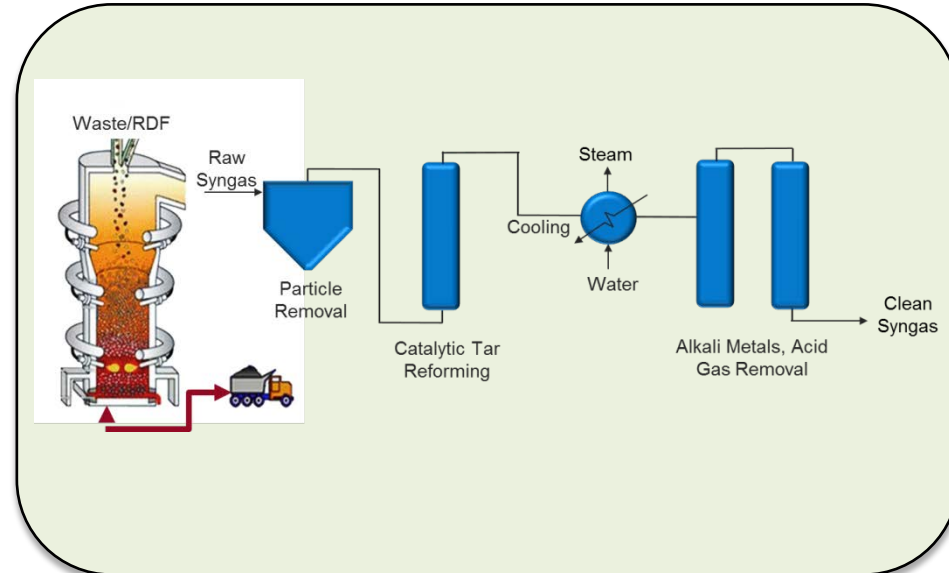 Waste/RDF
Raw
Syngas
Particle
Removal
Catalytic Tar
Reforming
Steam
Cooling
Water
Alkali Metals, Acid
Gas Removal
Clean
Syngas